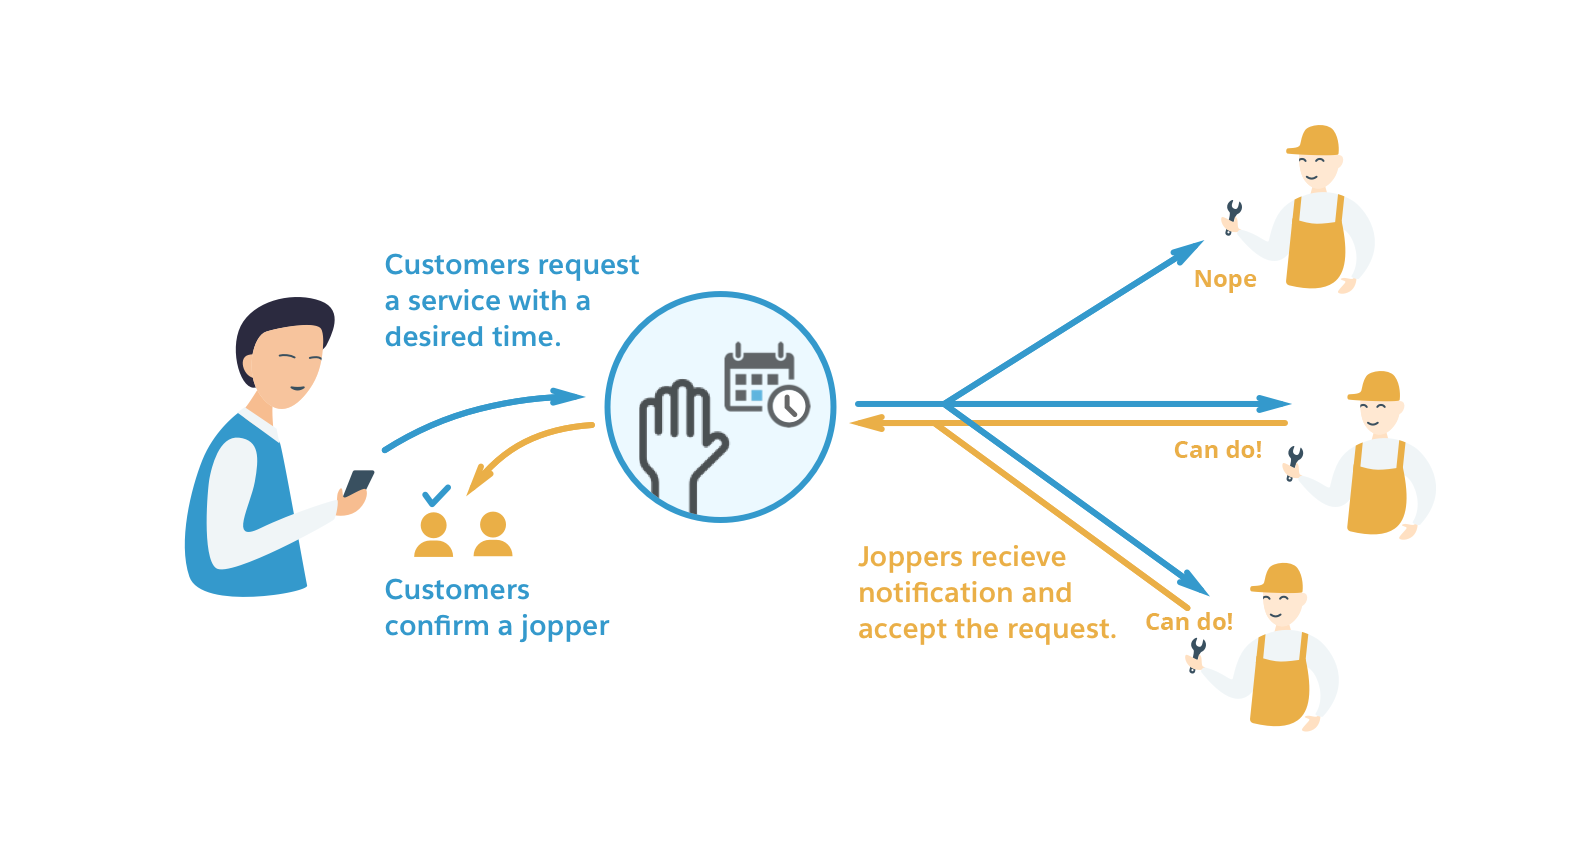 Customers request
a service with a
desired time.
Customers
confirm a jopper
Joppers recieve
notification and
accept the request.
Nope
Can do!
Can do!